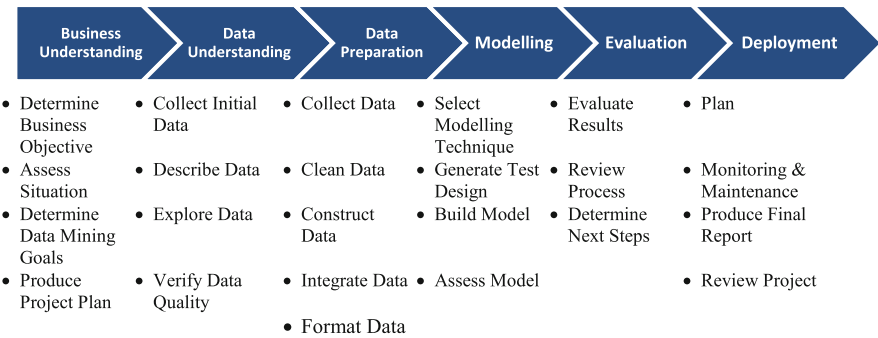 Business
Understanding
Data
Understanding
Data
Preparation
Modelling
Evaluation
Deployment
• Determine
Business
Objective
• Assess
Situation
• Determine
Data Mining
Goals
• Produce
Project Plan
• Collect Initial
Data
• Describe Data
• Explore Data
• Verify Data
Quality
• Collect Data
• Clean Data
• Construct
Data
• Integrate Data
• Format Data
• Select
Modelling
Technique
• Generate Test
Design
• Build Model
• Assess Model
• Evaluate
Results
• Review
Process
• Determine
Next Steps
• Plan
• Monitoring &
Maintenance
• Produce Final
Report
• Review Project